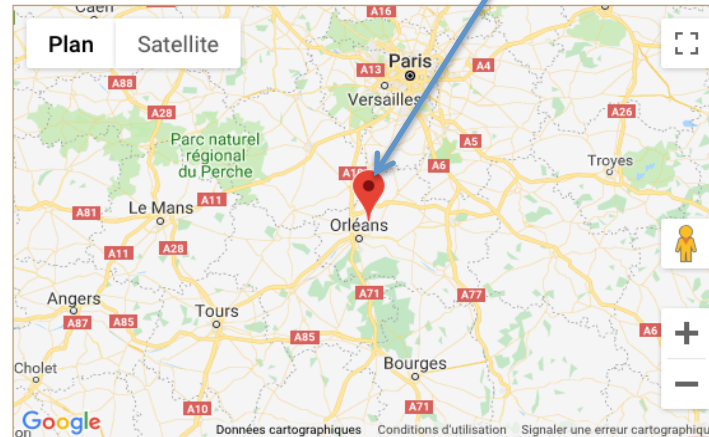 Caen
A16
Plan
Satellite
Paris
A13
A4
Versailles
A88
A28
A26
Parc naturel
régional
du Perche
A5
A6
Troyes
A11
A81
Le Mans
Orléans
A11
A28
Angers
A71
A77
Tours
A87
A85
A85
A6
Cholet
Bourges
A10
A71
Google
Données cartographiques
Conditions d'utilisation
Signaler une erreur cartographiqu